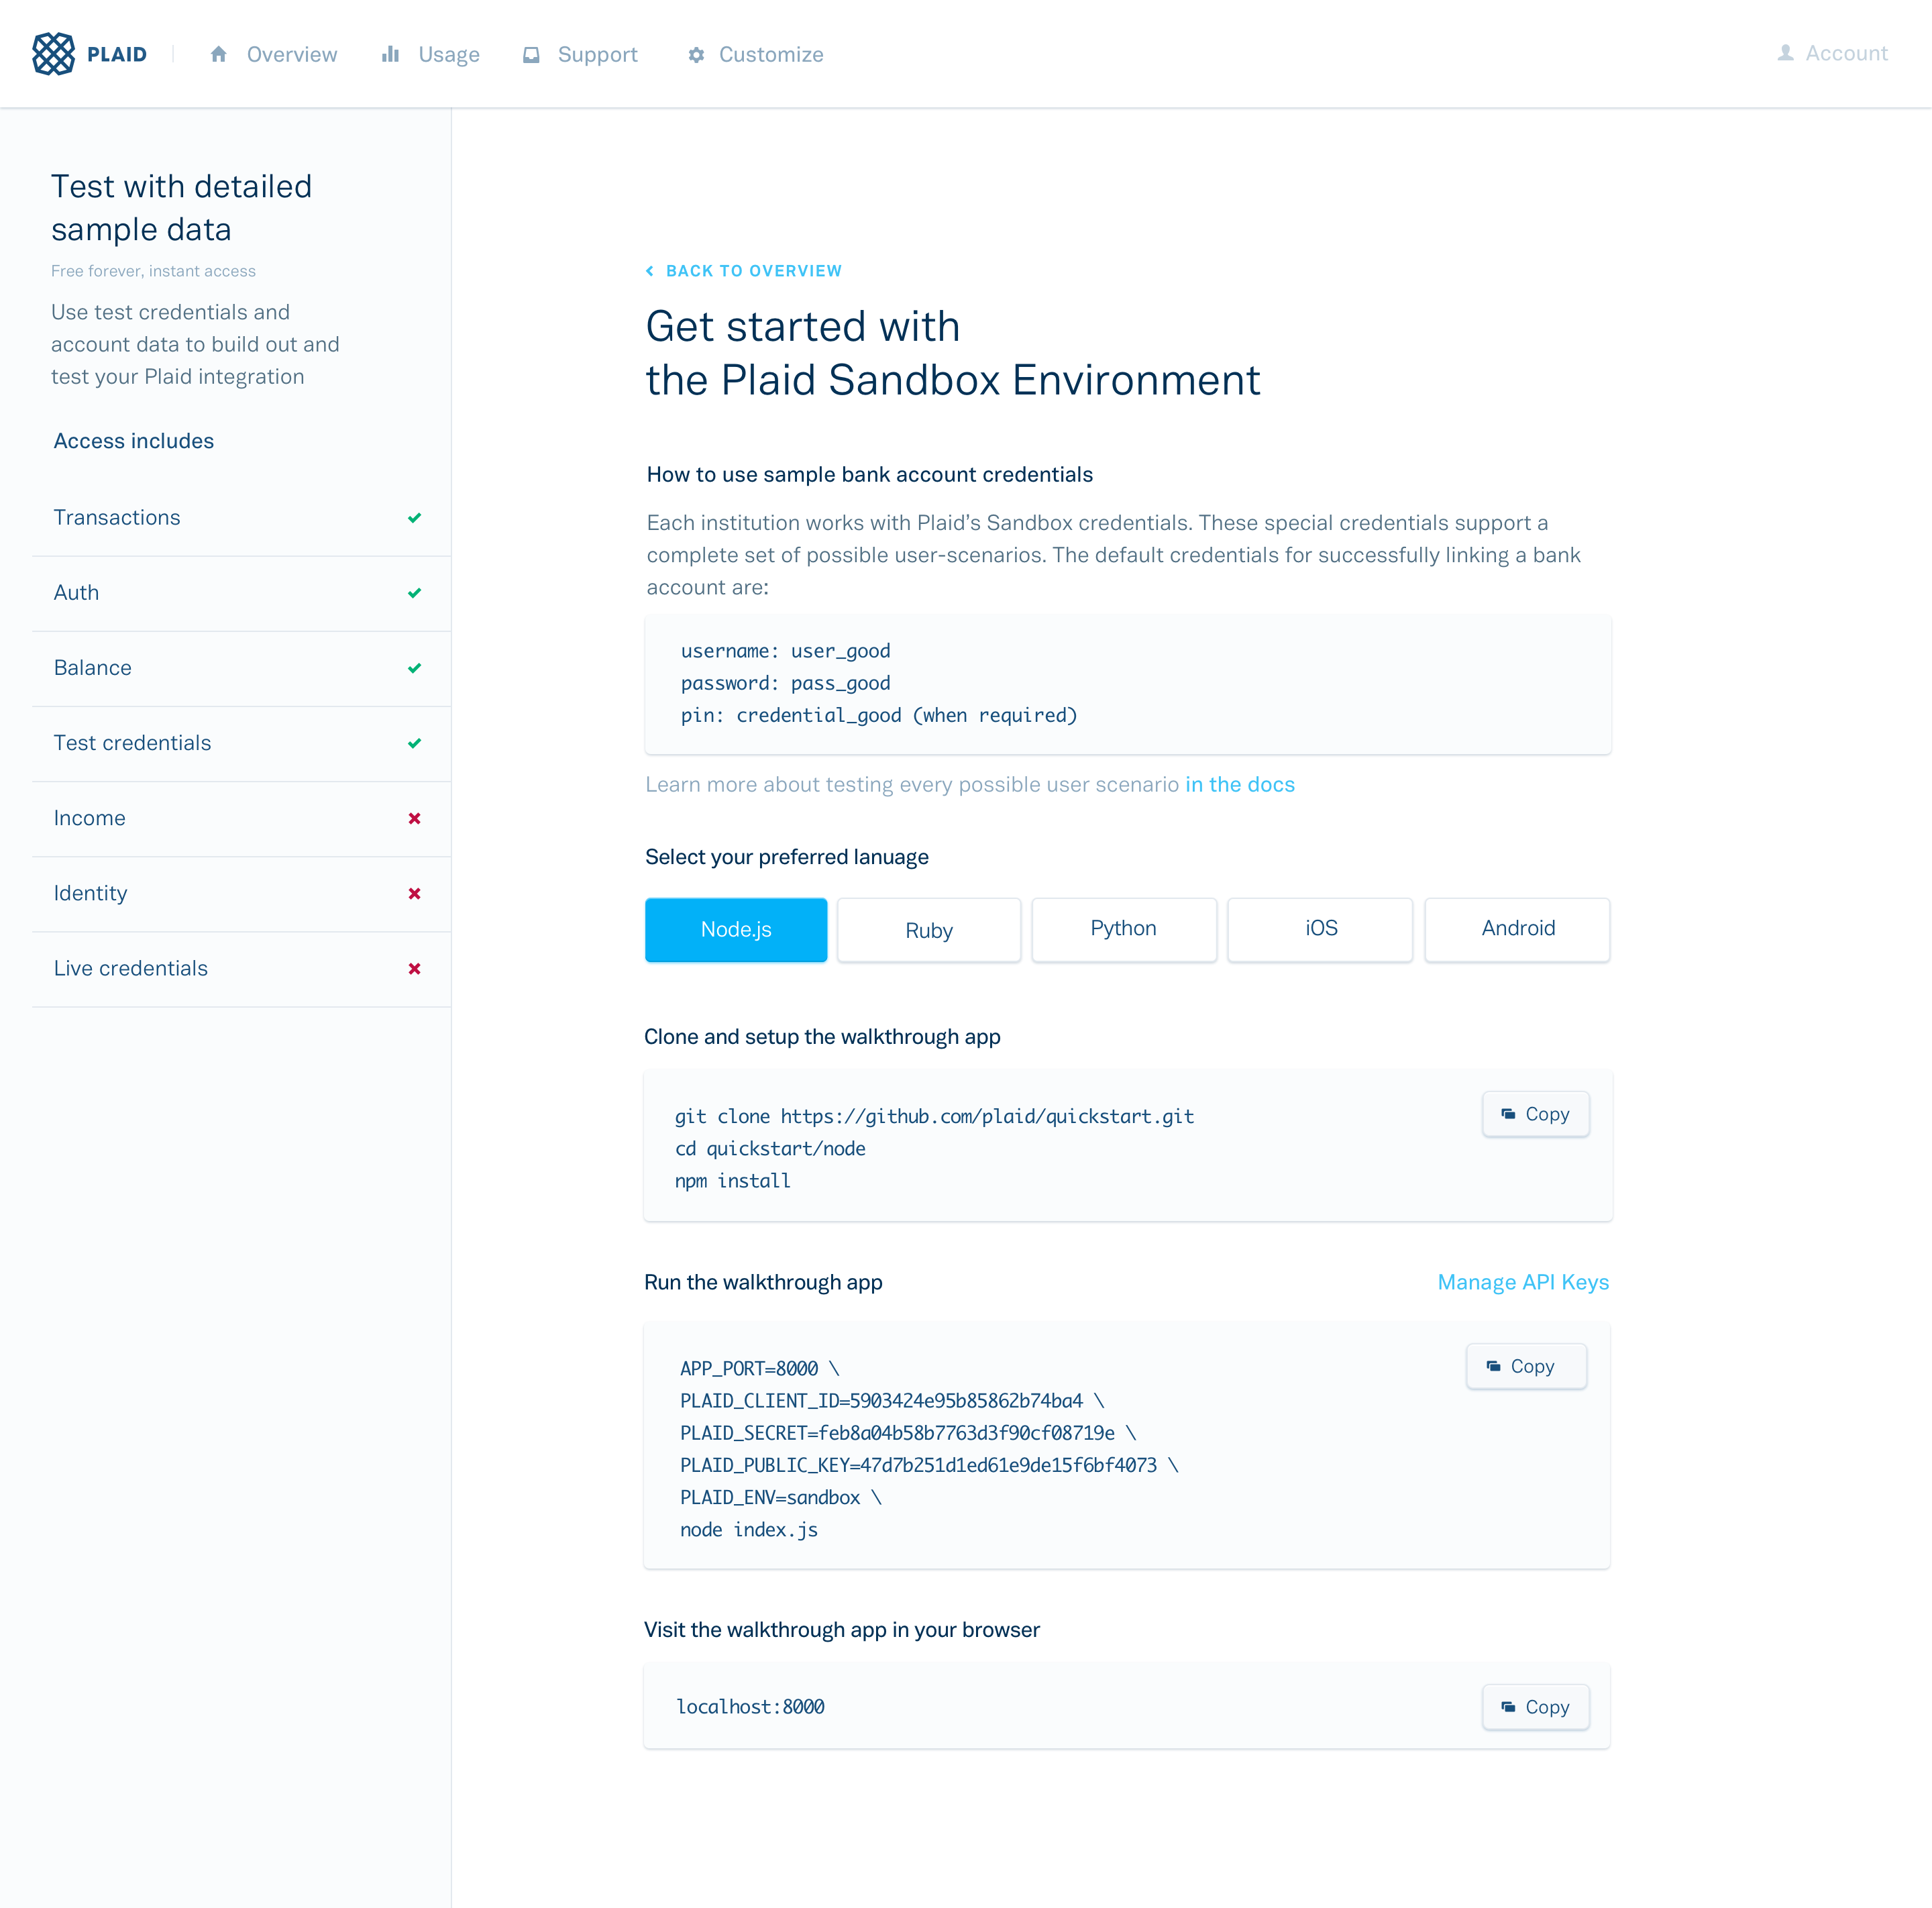 PLAID
Overview
Usage
Support
Customize
Account
Test with detailed
sample data
Free forever, instant access
Use test credentials and
account data to build out and
test your Plaid integration
Access includes
Transactions
Auth
Balance
Test credentials
Income
Identity
Live credentials
BACK TO OVERVIEW
Get started with
the Plaid Sandbox Environment
How to use sample bank account credentials
Each institution works with Plaid’s Sandbox credentials. These special credentials support a
complete set of possible user-scenarios. The default credentials for successfully linking a bank
account are:
username: user_good
password: pass_good
pin: credential_good (when required)
Learn more about testing every possible user scenario in the docs
Select your preferred lanuage
Node.js
Ruby
Python
iOS
Android
Clone and setup the walkthrough app
git clone https://github.com/plaid/quickstart.git
cd quickstart/node
npm install
Copy
Run the walkthrough app
Manage API Keys
APP_PORT=8000 \
PLAID_CLIENT_ID=5903424e95b85862b74ba4 \
PLAID_SECRET=feb8a04b58b7763d3f90cf08719e \
PLAID_PUBLIC_KEY=47d7b251d1ed61e9de15f6bf4073 \
PLAID_ENV=sandbox \
node index.js
Copy
Visit the walkthrough app in your browser
localhost:8000
Copy